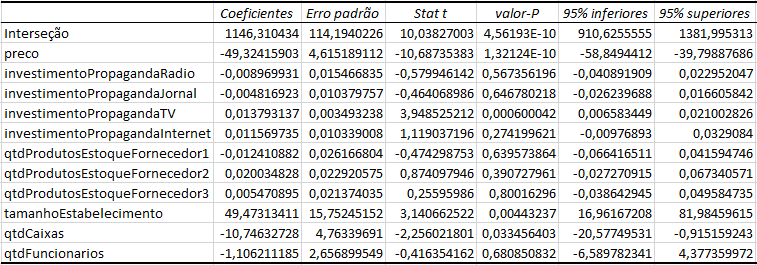 Coeficientes Erro padrão Stat t valor-P 95% inferiores 95% superiores
Interseção 1146,310434 114,1940226 10,03827003 4,56193E-10 910,6255555 1381,995313
preco -49,32415903 4,615189112 -10,68735383 1,32124E-10 -58,8494412 -39,79887686
investimentoPropagandaRadio -0,008969931 0,015466835 -0,579946142 0,567356196 -0,040891909 0,022952047
investimentoPropagandaJornal -0,004816923 0,010379757 -0,464068986 0,646780218 -0,026239688 0,016605842
investimentoPropagandaTV 0,013793137 0,003493238 3,948525212 0,000600042 0,006583449 0,021002826
investimentoPropagandaInternet 0,011569735 0,010339008 1,119037196 0,274199621 -0,00976893 0,0329084
qtdProdutosEstoqueFornecedor1 -0,012410882 0,026166804 -0,474298753 0,639573864 -0,066416511 0,041594746
qtdProdutosEstoqueFornecedor2 0,020034828 0,022920575 0,874097946 0,390727961 -0,027270915 0,067340571
qtdProdutosEstoqueFornecedor3 0,005470895 0,021374035 0,25595986 0,80016296 -0,038642945 0,049584735
tamanhoEstabelecimento 49,47313411 15,75245152 3,140662522 0,00443237 16,96167208 81,98459615
qtdCaixas -10,74632728 4,76339691 -2,256021801 0,033456403 -20,57749531 -0,915159243
qtdFuncionarios -1,106211185 2,656899549 -0,416354162 0,680850832 -6,589782341 4,377359972